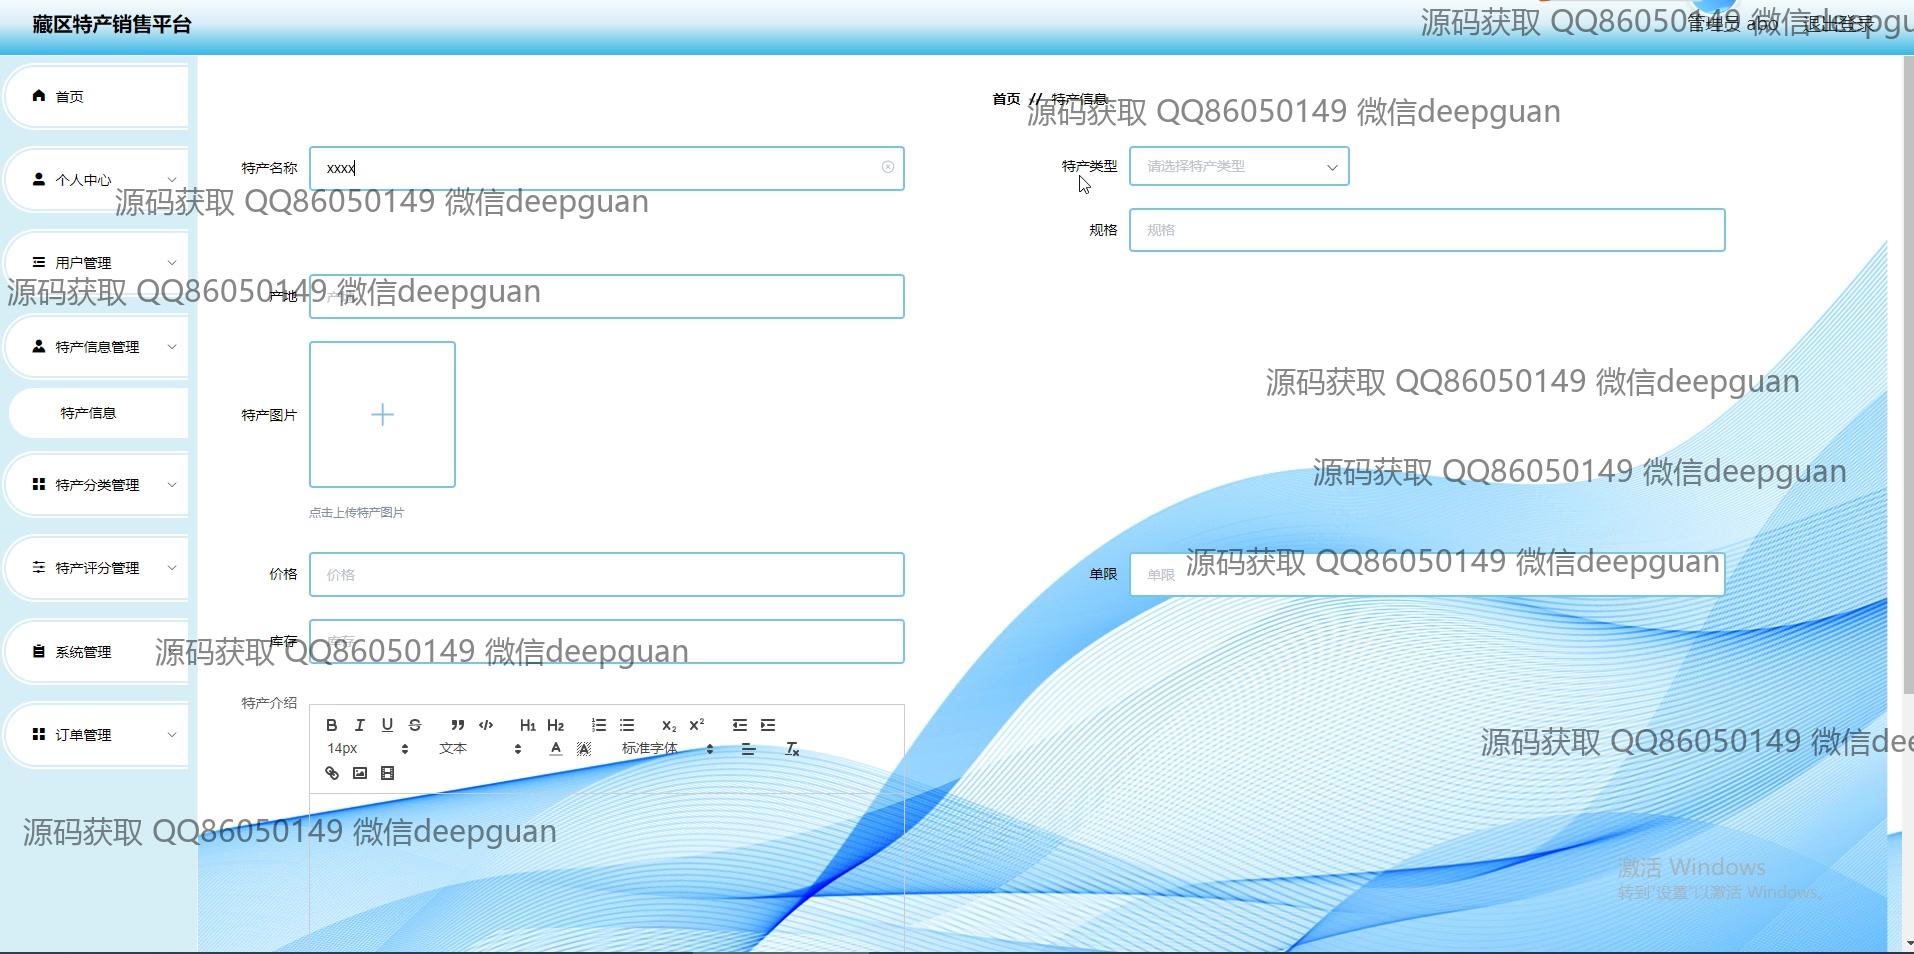 藏区特产销售平台
源码获取 QQ86050149 微信deepgu
管理员 abo 退出登录
首页
首页 // 特产信息
源码获取 QQ86050149 微信deepguan
特产名称 xxxx
特产类型 请选择特产类型
个人中心
源码获取 QQ86050149 微信deepguan
规格 规格
用户管理
源码获取 QQ86050149 微信deepguan
产地
特产信息管理
源码获取 QQ86050149 微信deepguan
特产信息
特产图片
源码获取 QQ86050149 微信deepguan
特产分类管理
点击上传特产图片
源码获取 QQ86050149 微信deepguan
特产评分管理
价格 价格
单限 单限
库存 库存
系统管理
源码获取 QQ86050149 微信deepguan
特产介绍
B I U S ” </> H1 H2 X2 X2
订单管理
14px 文本 A A 标准字体 Tx
源码获取 QQ86050149 微信dee
源码获取 QQ86050149 微信deepguan
激活 Windows
转到"设置"以激活 Windows。